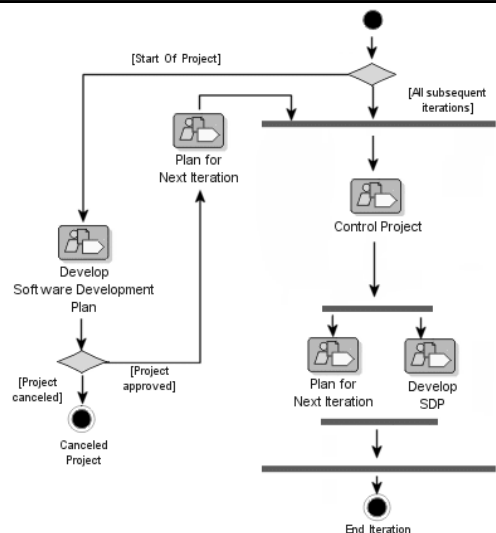 [Start Of Project]
[All subsequent
iterations]
Plan for
Next Iteration
Control Project
Develop
Software Development
Plan
[Project
canceled]
[Project
approved]
Plan for
Next Iteration
Develop
SDP
Canceled
Project
End Iteration